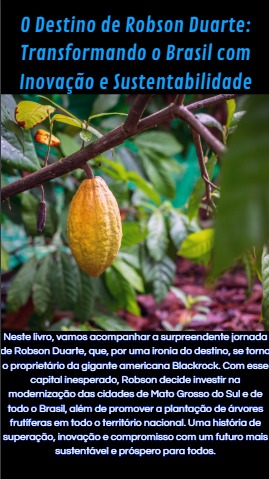 O Destino de Robson Duarte:
Transformando o Brasil com
Inovação e Sustentabilidade
Neste livro, vamos acompanhar a surpreendente jornada
de Robson Duarte, que, por uma ironia do destino, se torna
o proprietário da gigante americana Blackrock. Com esse
capital inesperado, Robson decide investir na
modernização das cidades de Mato Grosso do Sul e de
todo o Brasil, além de promover a plantação de árvores
frutíferas em todo o território nacional. Uma história de
superação, inovação e compromisso com um futuro mais
sustentável e próspero para todos.